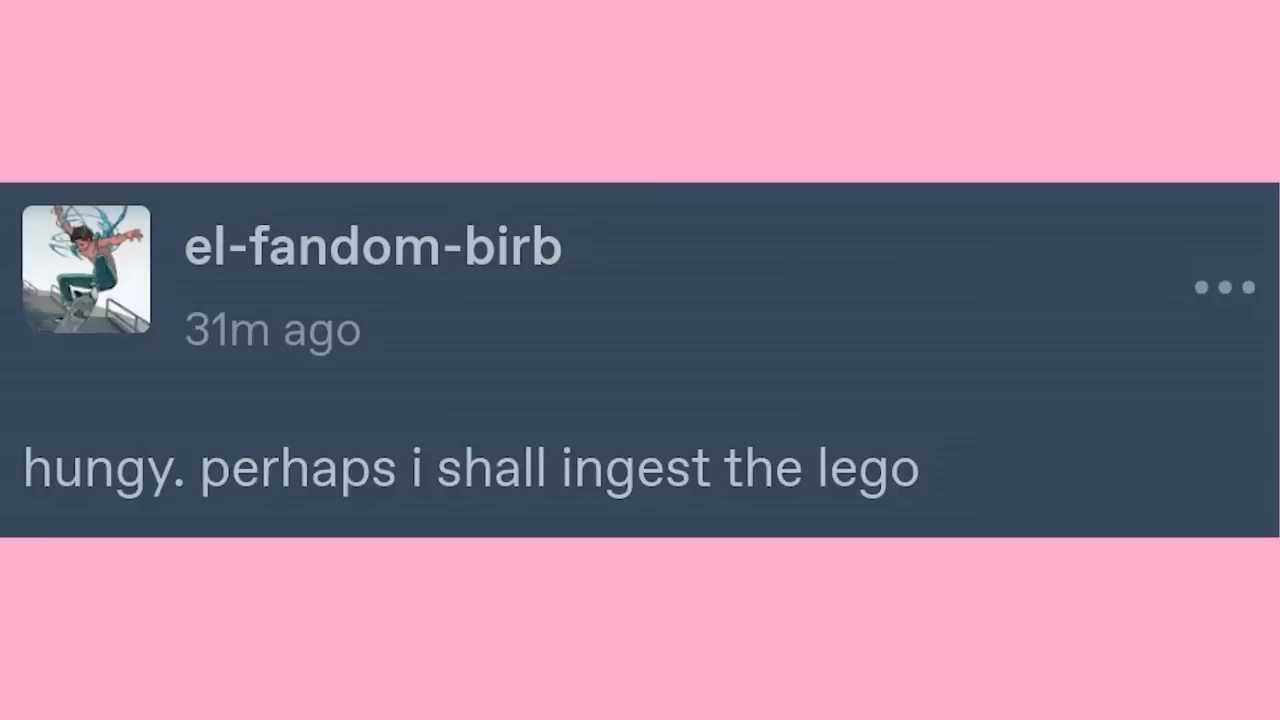 el-fandom-birb
31m ago
hungy. perhaps i shall ingest the lego